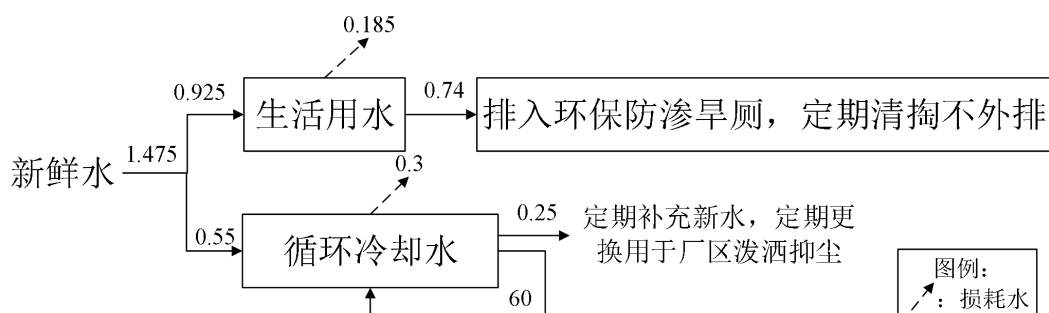 0.185
0.925
生活用水
0.74
排入环保防渗旱厕，定期清掏不外排
新鲜水
1.475
0.3
0.55
循环冷却水
0.25
定期补充新水，定期更
换用于厂区泼洒抑尘
60
图例：
：损耗水